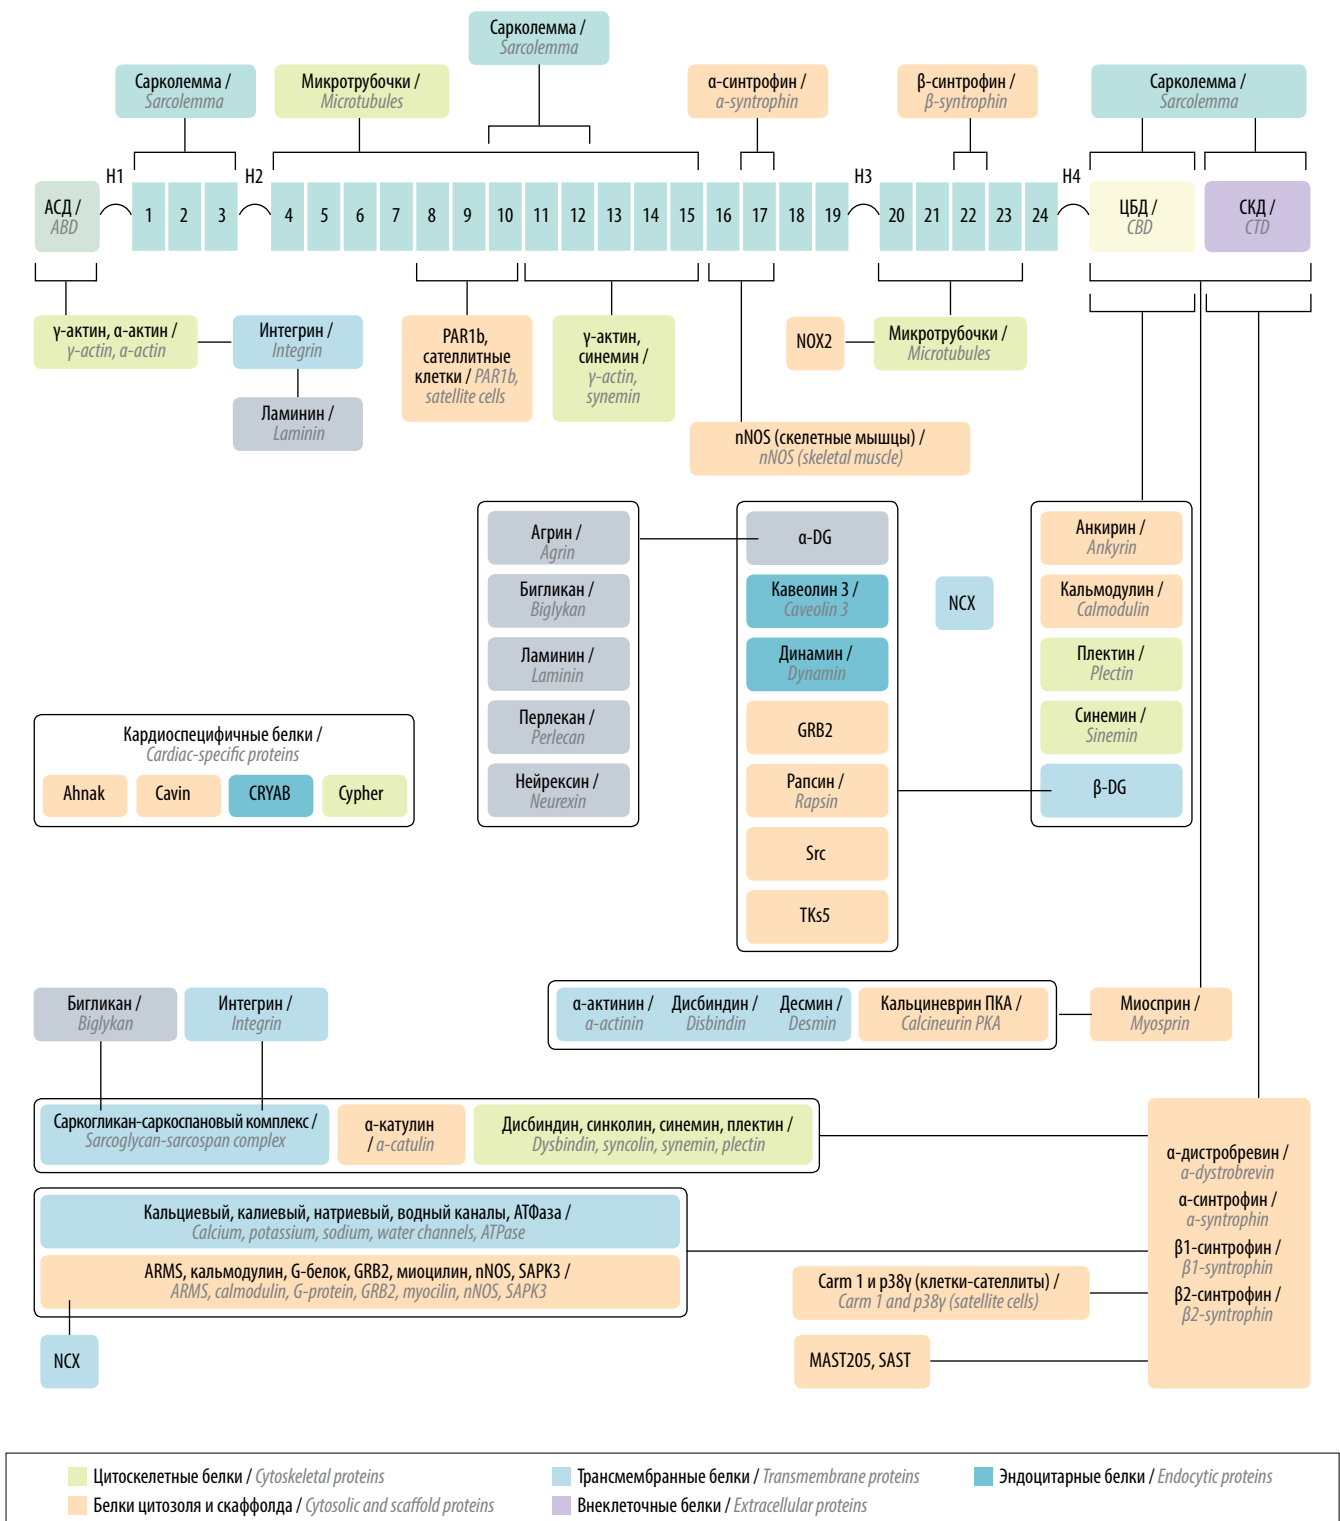 Сарколемма /
Sarcolemma
Сарколемма /
Sarcolemma
Микротрубочки /
Microtubules
α-синтрофин /
α-syntrophin
β-синтрофин /
β-syntrophin
Сарколемма /
Sarcolemma
H1
H2
H3
H4
АСД /
ABD
1 2 3 4 5 6 7 8 9 10 11 12 13 14 15 16 17 18 19 20 21 22 23 24
ЦБД /
CBD
СКД /
CTD
γ-актин, α-актин /
γ-actin, α-actin
Интегрин /
Integrin
Ламинин /
Laminin
PAR1b,
сателлитные
клетки / PAR1b,
satellite cells
γ-актин,
синемин /
γ-actin,
synemin
NOX2
Микротрубочки /
Microtubules
nNOS (скелетные мышцы) /
nNOS (skeletal muscle)
Агрин /
Agrin
Бигликан /
Biglykan
Ламинин /
Laminin
Перлекан /
Perlecan
Нейрексин /
Neurexin
α-DG
Кавеолин 3 /
Caveolin 3
Динамин /
Dynamin
GRB2
Рапсин /
Rapsin
Src
TKs5
NCX
Анкирин /
Ankyrin
Кальмодулин /
Calmodulin
Плектин /
Plectin
Синемин /
Sinemin
β-DG
Кардиоспецифичные белки /
Cardiac-specific proteins
Ahnak
Cavin
CRYAB
Cypher
Бигликан /
Biglykan
Интегрин /
Integrin
α-актинин /
α-actinin
Дисбиндин /
Disbindin
Десмин /
Desmin
Кальциневрин ПКА /
Calcineurin PKA
Миосприн /
Myosprin
Саркогликан-саркоспановый комплекс /
Sarcoglycan-sarcospan complex
α-катулин
/ α-catulin
Дисбиндин, синколин, синемин, плектин /
Dysbindin, syncolin, synemin, plectin
Кальциевый, калиевый, натриевый, водный каналы, АТФаза /
Calcium, potassium, sodium, water channels, ATPase
ARMS, кальмодулин, G-белок, GRB2, миоцилин, nNOS, SAPK3 /
ARMS, calmodulin, G-protein, GRB2, myocilin, nNOS, SAPK3
NCX
Carm 1 и p38γ (клетки-сателлиты) /
Carm 1 and p38γ (satellite cells)
MAST205, SAST
α-дистробревин /
α-dystrobrevin
α-синтрофин /
α-syntrophin
β1-синтрофин /
β1-syntrophin
β2-синтрофин /
β2-syntrophin
Цитоскелетные белки / Cytoskeletal proteins
Трансмембранные белки / Transmembrane proteins
Эндоцитарные белки / Endocytic proteins
Белки цитозоля и скаффолда / Cytosolic and scaffold proteins
Внеклеточные белки / Extracellular proteins